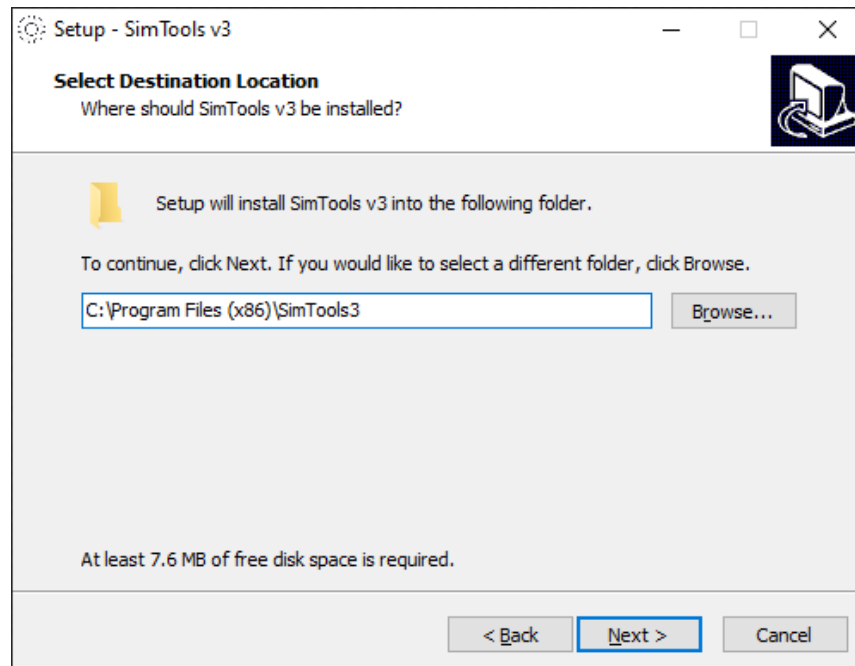 Setup - SimTools v3
Select Destination Location
Where should SimTools v3 be installed?
Setup will install SimTools v3 into the following folder.
To continue, click Next. If you would like to select a different folder, click Browse.
C:\Program Files (x86)\SimTools3
Browse...
At least 7.6 MB of free disk space is required.
< Back
Next >
Cancel